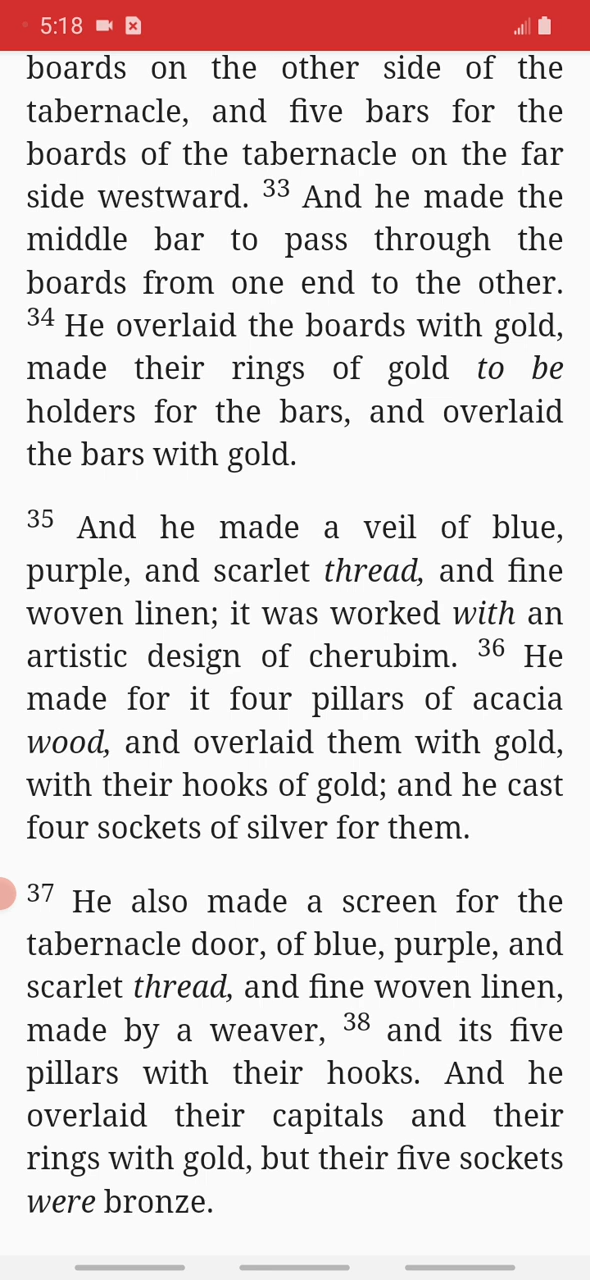 5:18
boards on the other side of the
tabernacle, and five bars for the
boards of the tabernacle on the far
side westward. 33 And he made the
middle bar to pass through the
boards from one end to the other.
34 He overlaid the boards with gold,
made their rings of gold to be
holders for the bars, and overlaid
the bars with gold.
35 And he made a veil of blue,
purple, and scarlet thread, and fine
woven linen; it was worked with an
artistic design of cherubim. 36 He
made for it four pillars of acacia
wood, and overlaid them with gold,
with their hooks of gold; and he cast
four sockets of silver for them.
37 He also made a screen for the
tabernacle door, of blue, purple, and
scarlet thread, and fine woven linen,
made by a weaver, 38 and its five
pillars with their hooks. And he
overlaid their capitals and their
rings with gold, but their five sockets
were bronze.